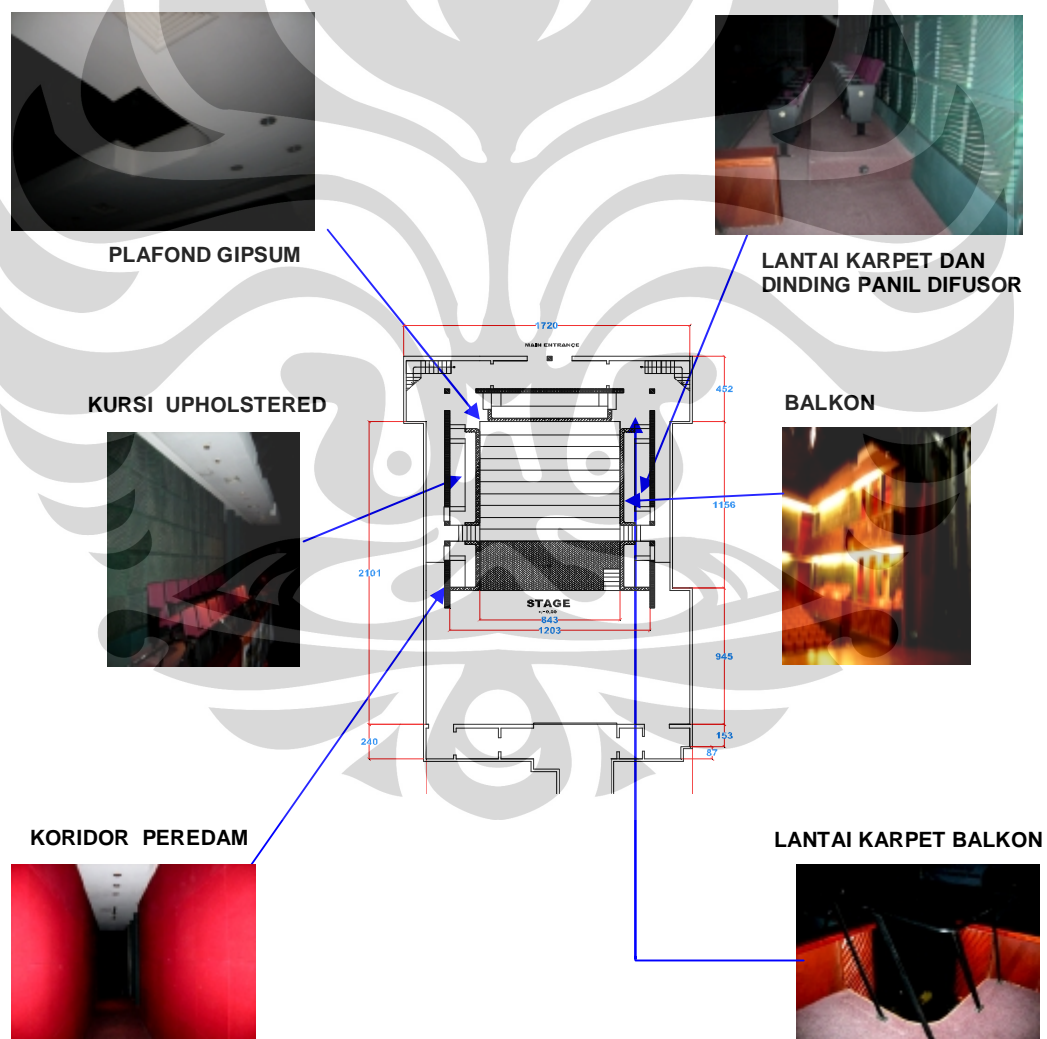 PLAFOND GIPSUM
LANTAI KARPET DAN
DINDING PANIL DIFUSOR
1720
MAIN ENTRANCE
452
KURSI UPHOLSTERED
BALKON
1156
2101
STAGE
843
1203
945
153
240
87
KORIDOR PEREDAM
LANTAI KARPET BALKON